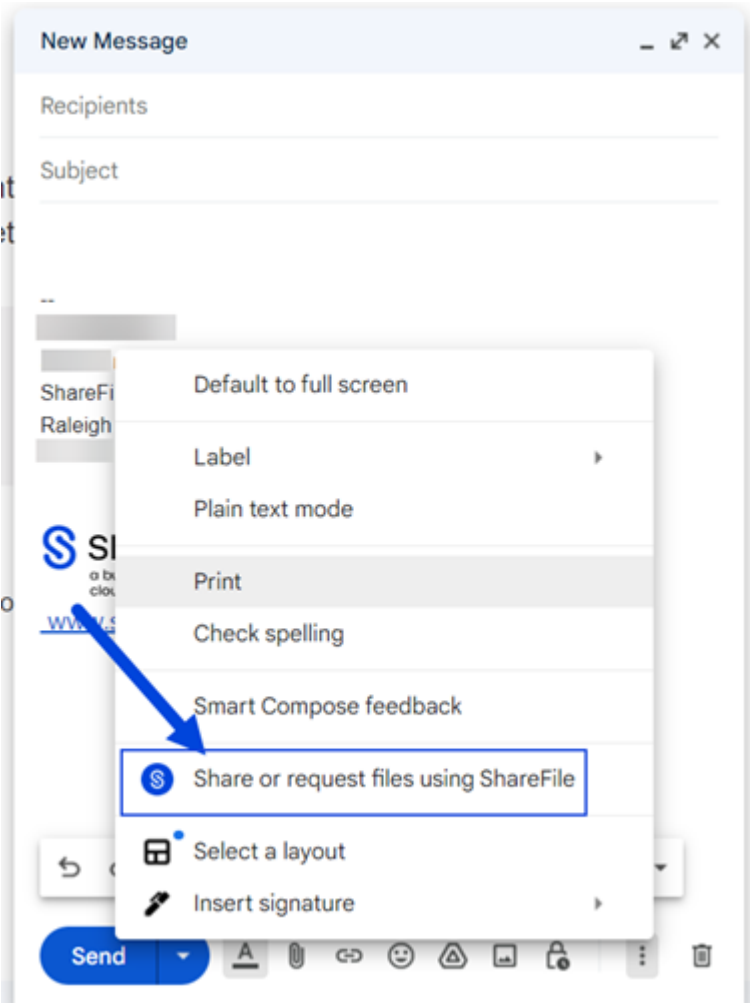 New Message
Recipients
Subject
--
ShareFi
Raleigh
Default to full screen
Label
Plain text mode
Print
Check spelling
Smart Compose feedback
Share or request files using ShareFile
Select a layout
Insert signature
Send